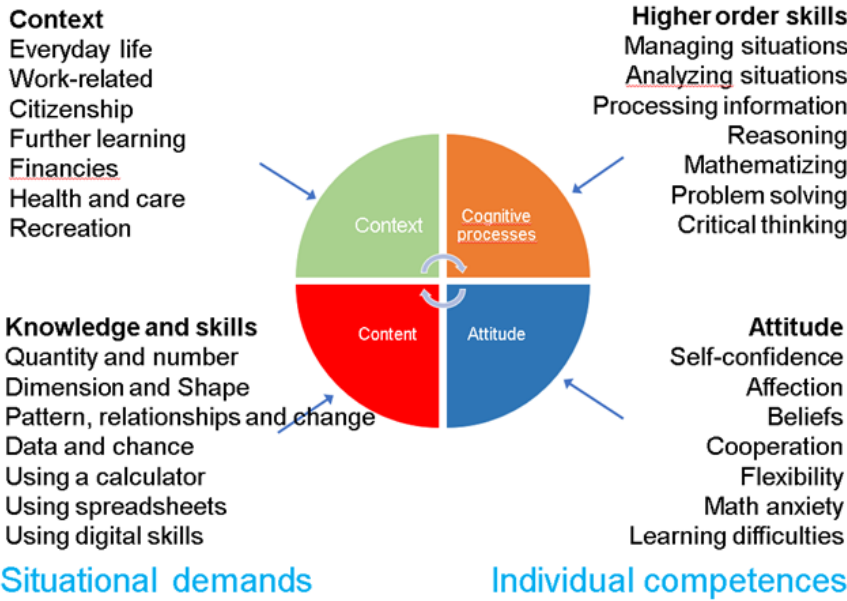 Context
Everyday life
Work-related
Citizenship
Further learning
Financies
Health and care
Recreation
Higher order skills
Managing situations
Analyzing situations
Processing information
Reasoning
Mathematizing
Problem solving
Critical thinking
Context
Cognitive
processes
Content
Attitude
Knowledge and skills
Quantity and number
Dimension and Shape
Pattern, relationships and change
Data and chance
Using a calculator
Using spreadsheets
Using digital skills
Attitude
Self-confidence
Affection
Beliefs
Cooperation
Flexibility
Math anxiety
Learning difficulties
Situational demands
Individual competences